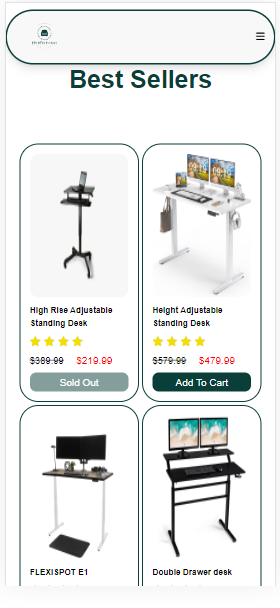 Best Sellers
High Rise Adjustable
Standing Desk
$389.99 $219.99
Sold Out
Height Adjustable
Standing Desk
$579.99 $479.99
Add To Cart
FLEXISPOT E1
Double Drawer desk